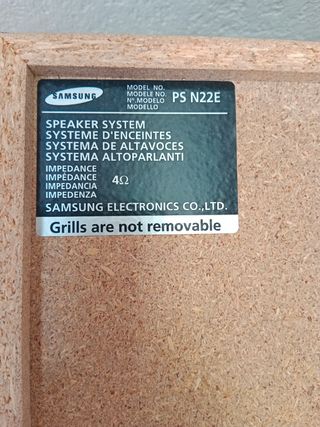 SAMSUNG
MODEL NO.
MODELE NO.
Nº.MODELO
MODELLO
PS N22E
SPEAKER SYSTEM
SYSTEME D'ENCEINTES
SYSTEMA DE ALTAVOCES
SYSTEMA ALTOPARLANTI
IMPEDANCE
IMPÉDANCE
IMPEDANCIA
IMPEDENZA
4Ω
SAMSUNG ELECTRONICS CO.,LTD.
Grills are not removable